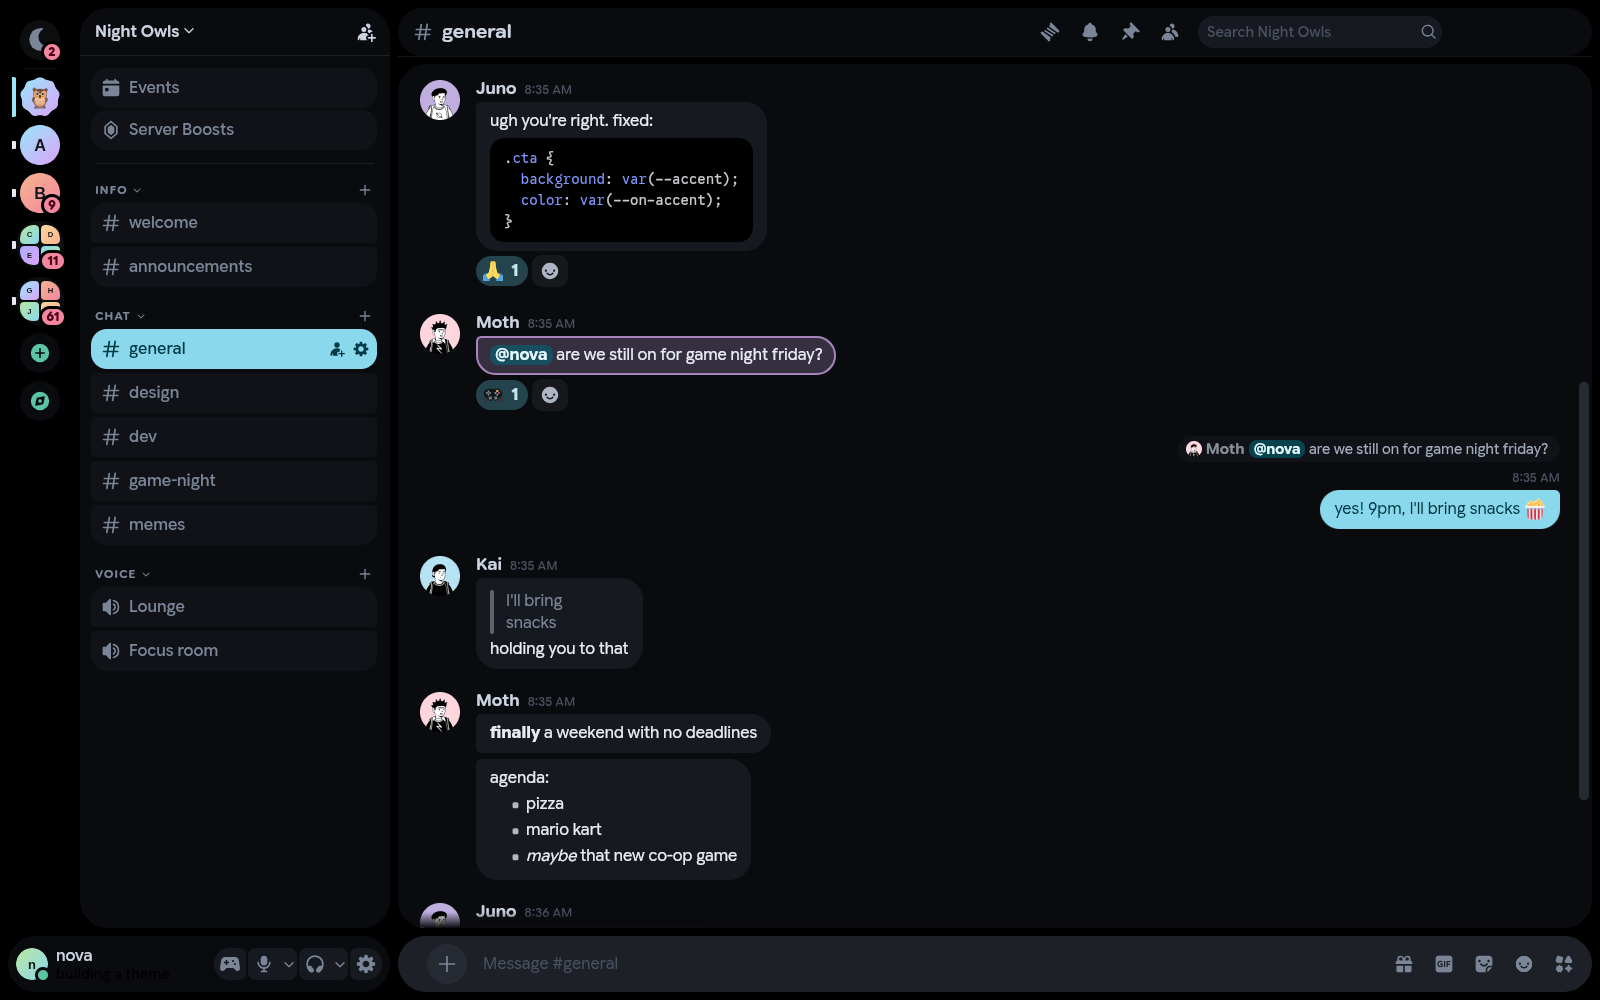 2
A
B
9
C D
E
11
G H
J
61
Night Owls
Events
Server Boosts
INFO
welcome
announcements
CHAT
general
design
dev
game-night
memes
VOICE
Lounge
Focus room
n
nova
building a theme
# general
Search Night Owls
Juno 8:35 AM
ugh you're right. fixed:
.cta {
background: var(--accent);
color: var(--on-accent);
}
🙏 1
Moth 8:35 AM
@nova are we still on for game night friday?
🎮 1
Moth @nova are we still on for game night friday?
8:35 AM
yes! 9pm, I'll bring snacks 🍿
Kai 8:35 AM
I'll bring
snacks
holding you to that
Moth 8:35 AM
finally a weekend with no deadlines
agenda:
▪ pizza
▪ mario kart
▪ maybe that new co-op game
Juno 8:36 AM
Message #general
GIF